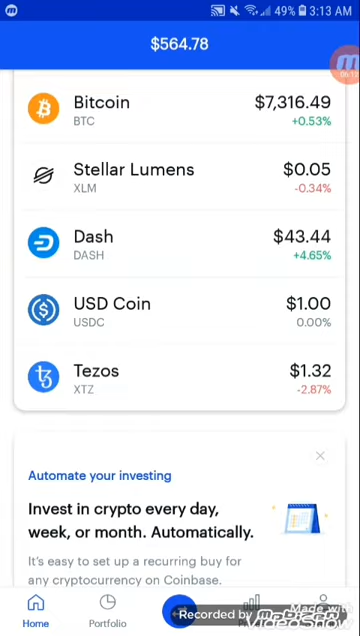 49% 3:13 AM
$564.78
Bitcoin $7,316.49
BTC +0.53%
Stellar Lumens $0.05
XLM -0.34%
Dash $43.44
DASH +4.65%
USD Coin $1.00
USDC 0.00%
Tezos $1.32
XTZ -2.87%
Automate your investing
Invest in crypto every day,
week, or month. Automatically.
It's easy to set up a recurring buy for
any cryptocurrency on Coinbase.
Home Portfolio
Recorded by
Made with
VideoShow